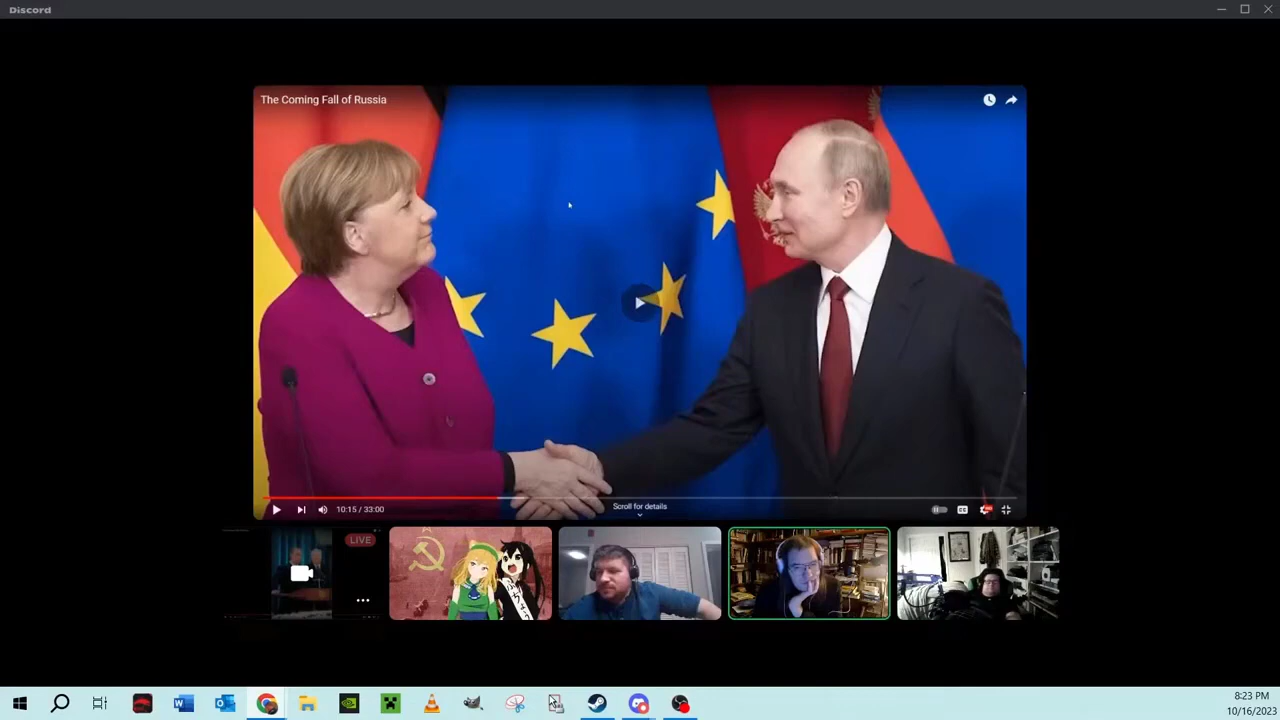 Discord
The Coming Fall of Russia
10:15 / 33:00
Scroll for details
CC
LIVE
8:23 PM
10/16/2023